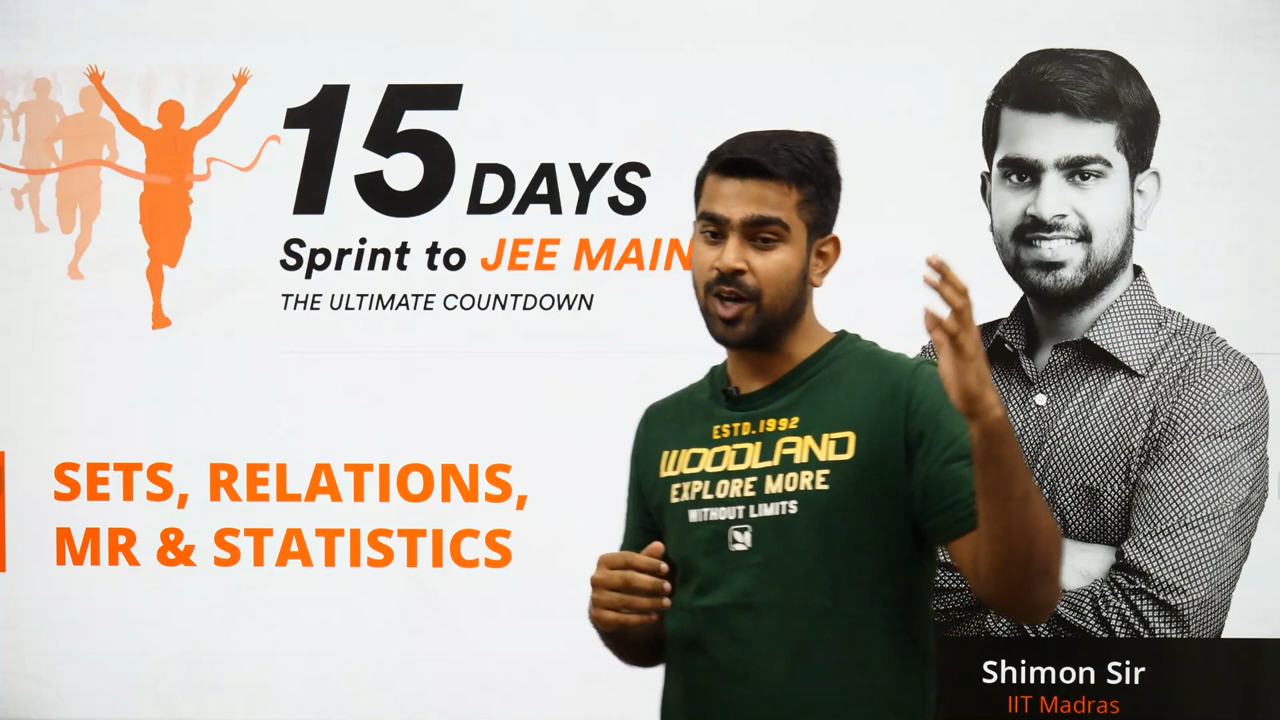 15 DAYS
Sprint to JEE MAIN
THE ULTIMATE COUNTDOWN
SETS, RELATIONS,
MR & STATISTICS
ESTD.1992
WOODLAND
EXPLORE MORE
WITHOUT LIMITS
Shimon Sir
IIT Madras